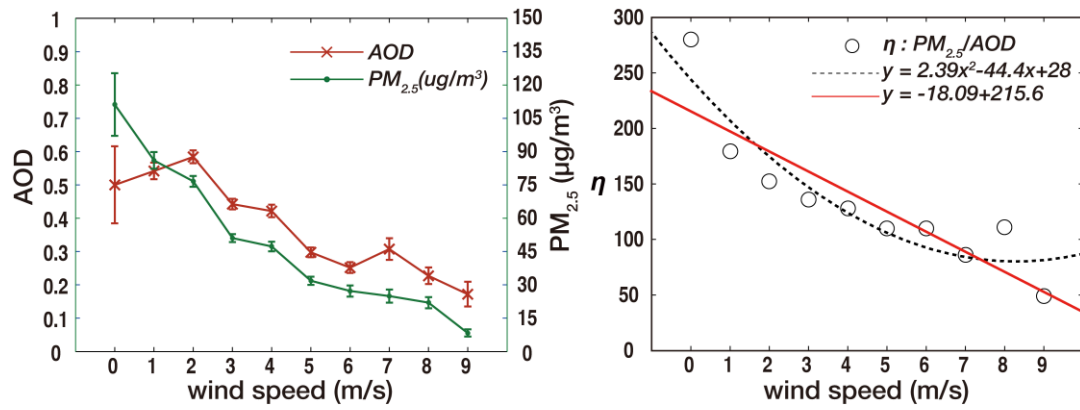 1
0.9
0.8
0.7
0.6
0.5
0.4
0.3
0.2
0.1
0
AOD
AOD
PM2.5(ug/m³)
150
135
120
105
90
75
60
45
30
15
0
PM2.5 (µg/m³)
0 1 2 3 4 5 6 7 8 9
wind speed (m/s)
300
250
200
150
100
50
0
η
η : PM2.5/AOD
y = 2.39x²-44.4x+28
y = -18.09+215.6
0 1 2 3 4 5 6 7 8 9
wind speed (m/s)